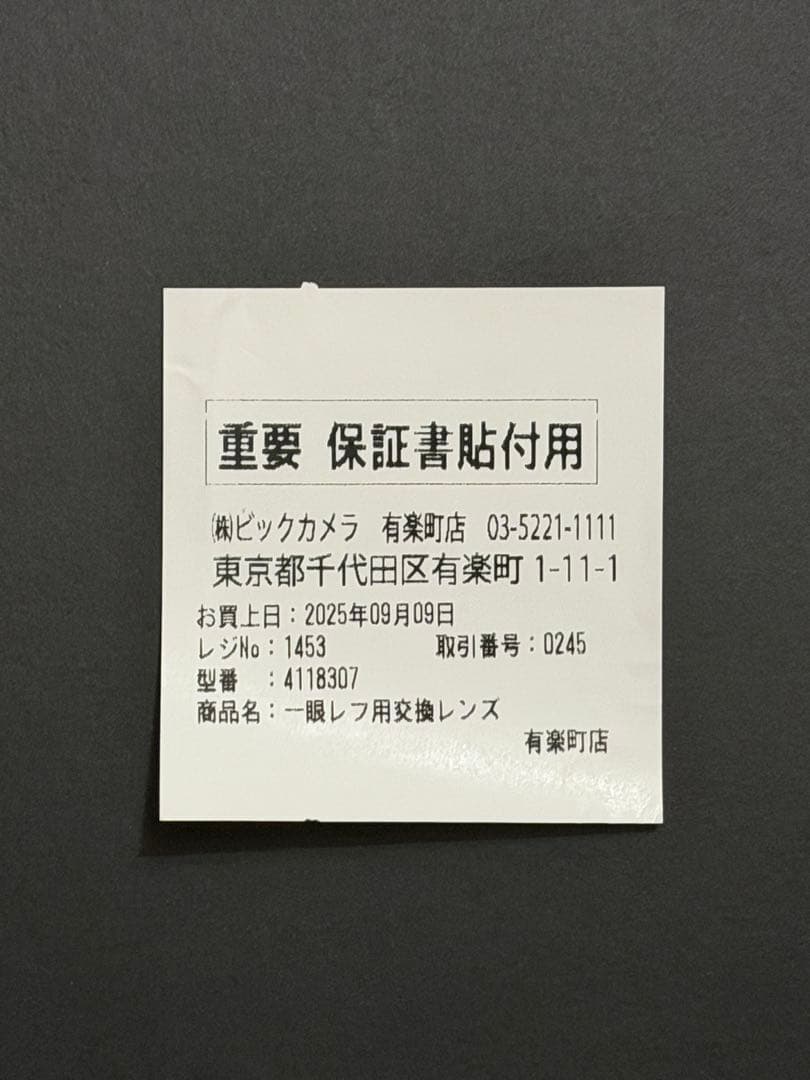 重要 保証書貼付用
㈱ビックカメラ 有楽町店 03-5221-1111
東京都千代田区有楽町1-11-1
お買上日：2025年09月09日
レジNo：1453 取引番号：0245
型番 ：4118307
商品名：一眼レフ用交換レンズ
有楽町店